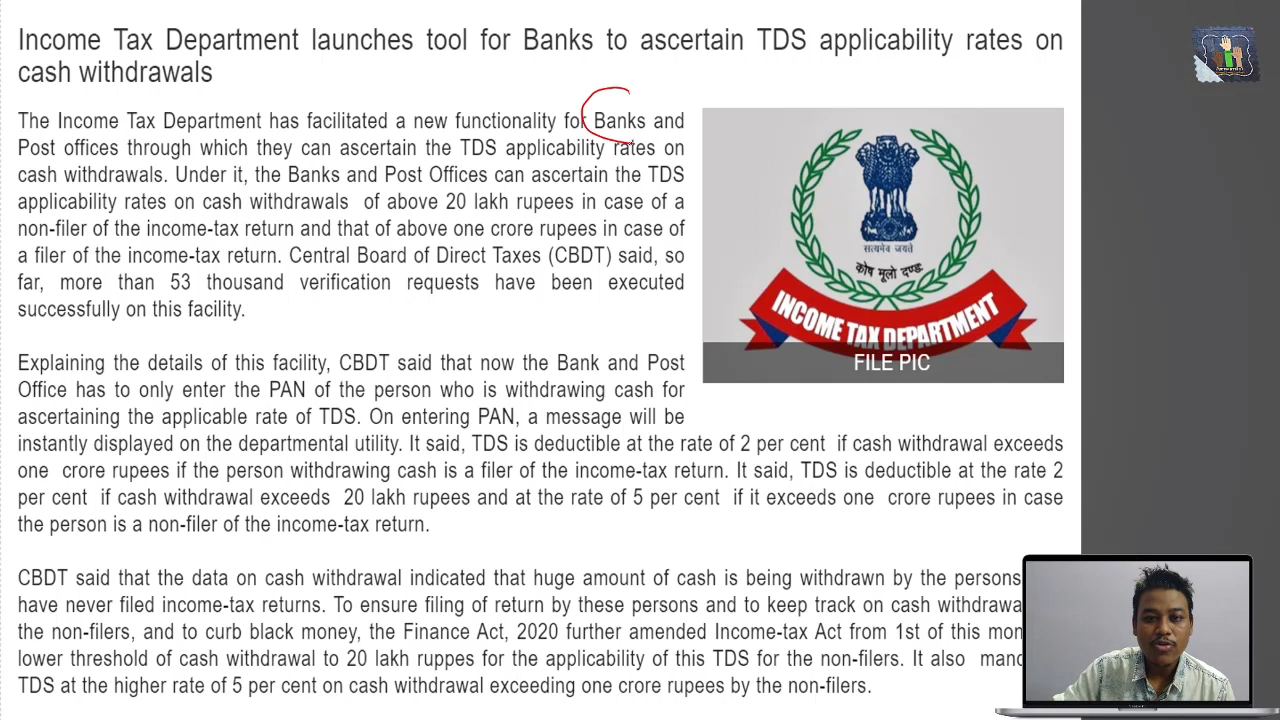 Income Tax Department launches tool for Banks to ascertain TDS applicability rates on
cash withdrawals
The Income Tax Department has facilitated a new functionality for Banks and
Post offices through which they can ascertain the TDS applicability rates on
cash withdrawals. Under it, the Banks and Post Offices can ascertain the TDS
applicability rates on cash withdrawals of above 20 lakh rupees in case of a
non-filer of the income-tax return and that of above one crore rupees in case of
a filer of the income-tax return. Central Board of Direct Taxes (CBDT) said, so
far, more than 53 thousand verification requests have been executed
successfully on this facility.
सत्यमेव जयते
कोष मूलो दण्ड:
INCOME TAX DEPARTMENT
FILE PIC
Explaining the details of this facility, CBDT said that now the Bank and Post
Office has to only enter the PAN of the person who is withdrawing cash for
ascertaining the applicable rate of TDS. On entering PAN, a message will be
instantly displayed on the departmental utility. It said, TDS is deductible at the rate of 2 per cent if cash withdrawal exceeds
one crore rupees if the person withdrawing cash is a filer of the income-tax return. It said, TDS is deductible at the rate 2
per cent if cash withdrawal exceeds 20 lakh rupees and at the rate of 5 per cent if it exceeds one crore rupees in case
the person is a non-filer of the income-tax return.
CBDT said that the data on cash withdrawal indicated that huge amount of cash is being withdrawn by the persons
have never filed income-tax returns. To ensure filing of return by these persons and to keep track on cash withdrawa
the non-filers, and to curb black money, the Finance Act, 2020 further amended Income-tax Act from 1st of this mon
lower threshold of cash withdrawal to 20 lakh ruppes for the applicability of this TDS for the non-filers. It also man
TDS at the higher rate of 5 per cent on cash withdrawal exceeding one crore rupees by the non-filers.